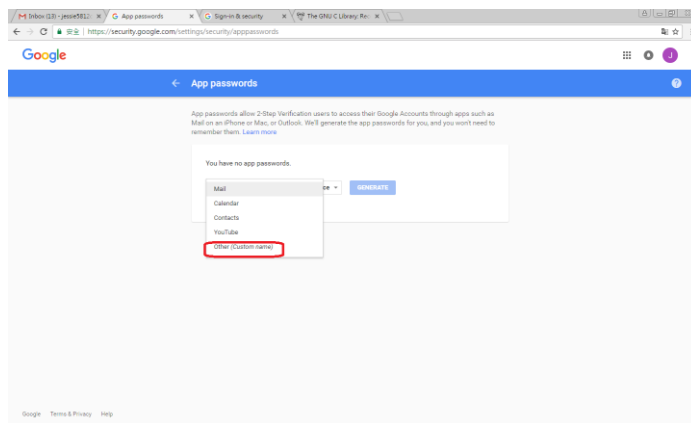 Inbox (13) - jessie5812
App passwords
Sign-in & security
The GNU C Library: Re
安全 | https://security.google.com/settings/security/apppasswords
Google
J
App passwords
App passwords allow 2-Step Verification users to access their Google Accounts through apps such as
Mail on an iPhone or Mac, or Outlook. We'll generate the app passwords for you, and you won't need to
remember them. Learn more
You have no app passwords.
Mail
ce
GENERATE
Calendar
Contacts
YouTube
Other (Custom name)
Google Terms & Privacy Help